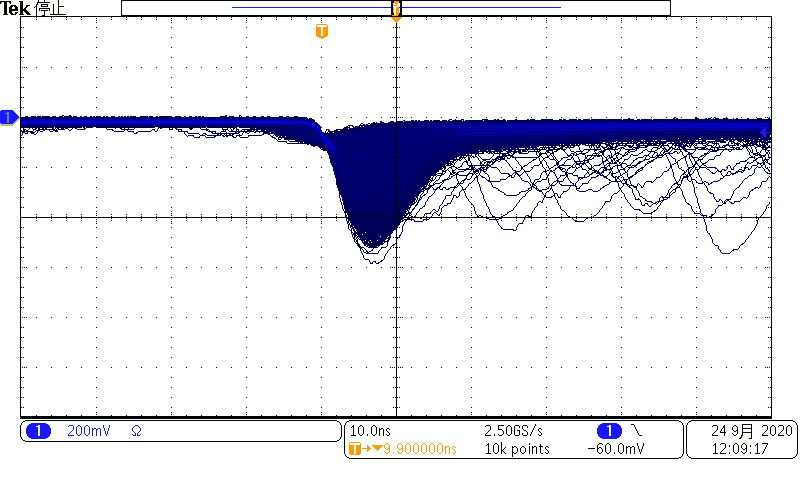 Tek 停止
T
T
1
1 200mV Ω
10.0ns 2.50GS/s 1 -60.0mV
T→▼9.900000ns 10k points
24 9月 2020
12:09:17